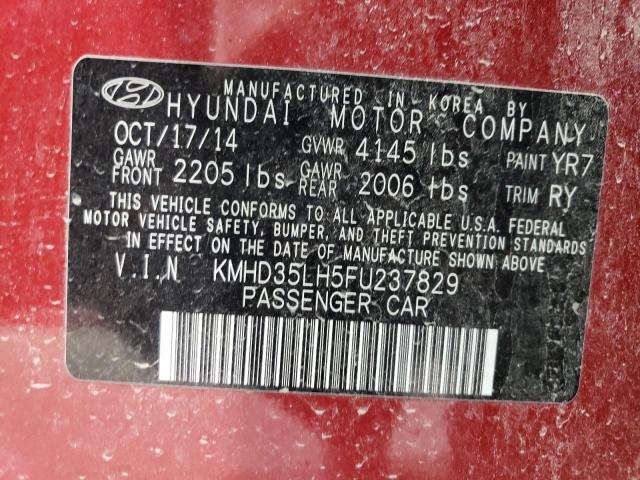 MANUFACTURED IN KOREA BY
HYUNDAI MOTOR COMPANY
OCT/17/14 GVWR 4145 lbs PAINT YR7
GAWR FRONT 2205 lbs GAWR REAR 2006 lbs TRIM RY
THIS VEHICLE CONFORMS TO ALL APPLICABLE U.S.A. FEDERAL
MOTOR VEHICLE SAFETY, BUMPER, AND THEFT PREVENTION STANDARDS
IN EFFECT ON THE DATE OF MANUFACTURE SHOWN ABOVE.
V.I.N KMHD35LH5FU237829
PASSENGER CAR